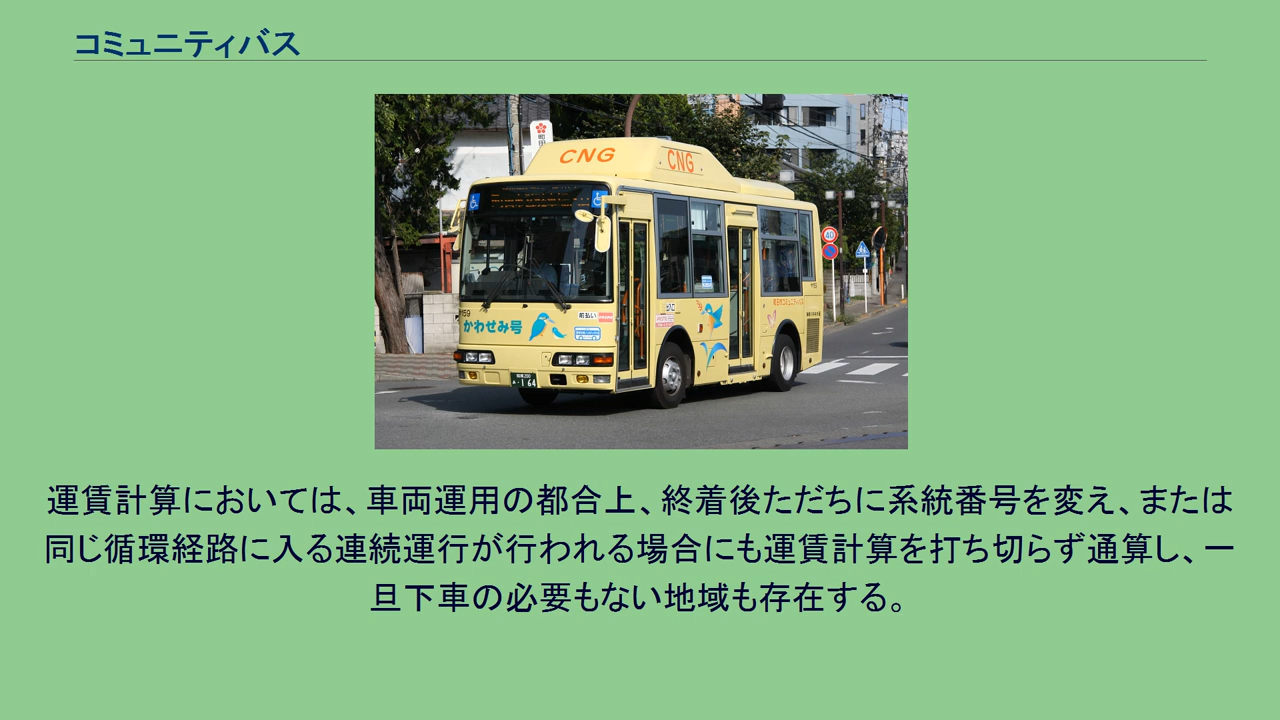 コミュニティバス
CNG
CNG
町田
かわせみ号
前払い
・164
40
運賃計算においては、車両運用の都合上、終着後ただちに系統番号を変え、または
同じ循環経路に入る連続運行が行われる場合にも運賃計算を打ち切らず通算し、一
旦下車の必要もない地域も存在する。